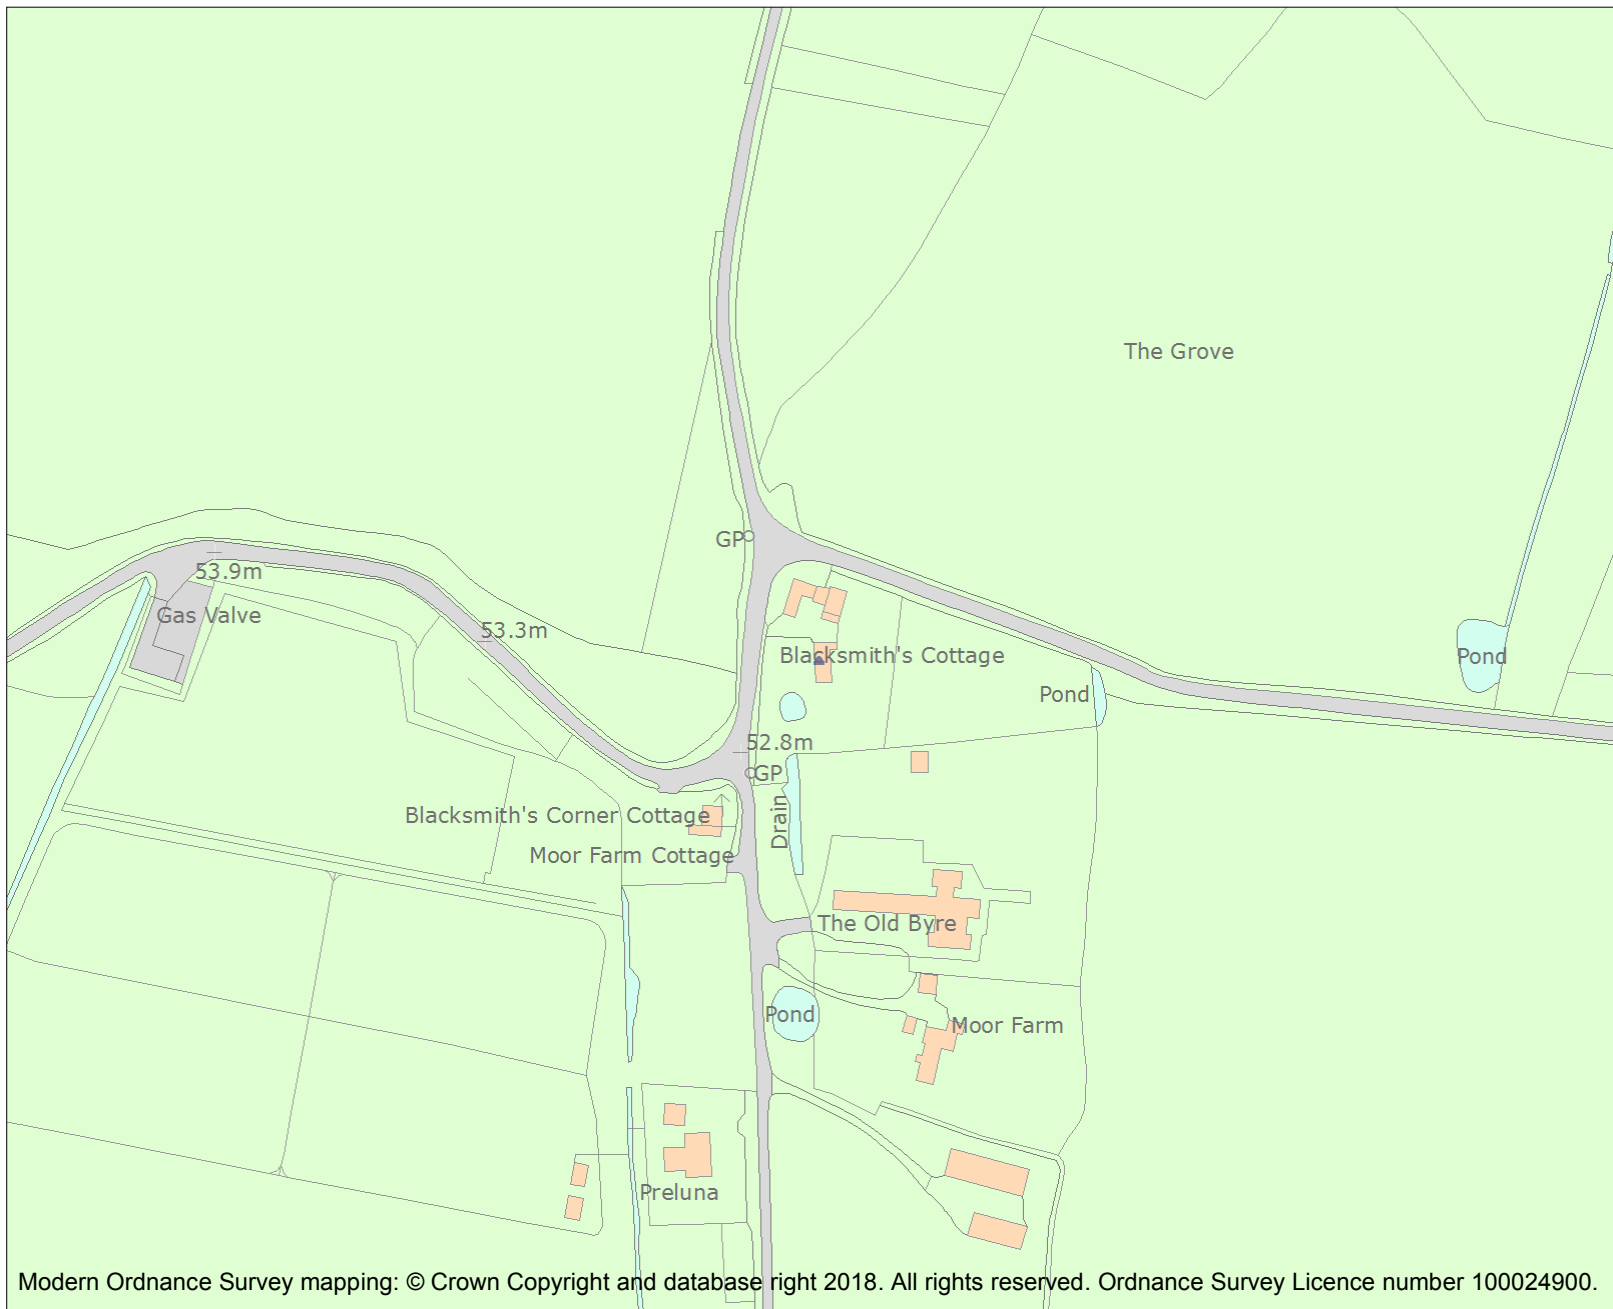 The Grove
GP
53.9m
Gas Valve
53.3m
Blacksmith's Cottage
Pond
Pond
52.8m
GP
Drain
Blacksmith's Corner Cottage
Moor Farm Cottage
The Old Byre
Pond
Moor Farm
Preluna
Modern Ordnance Survey mapping: © Crown Copyright and database right 2018. All rights reserved. Ordnance Survey Licence number 100024900.